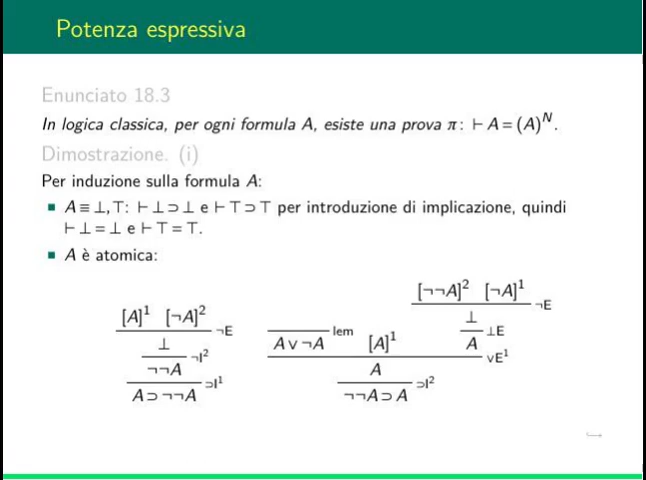 Potenza espressiva
Enunciato 18.3
In logica classica, per ogni formula A, esiste una prova π: ⊢ A = (A)ᴺ.
Dimostrazione. (i)
Per induzione sulla formula A:
▪ A ≡ ⊥,⊤: ⊢ ⊥ ⊃ ⊥ e ⊢ ⊤ ⊃ ⊤ per introduzione di implicazione, quindi
⊢ ⊥ = ⊥ e ⊢ ⊤ = ⊤.
▪ A è atomica:
[¬¬A]² [¬A]¹
¬E
[A]¹ [¬A]²
¬E
lem
⊥
⊥E
⊥
¬I²
A ∨ ¬A [A]¹ A
∨E¹
¬¬A
⊃I¹
A
⊃I²
A ⊃ ¬¬A
¬¬A ⊃ A